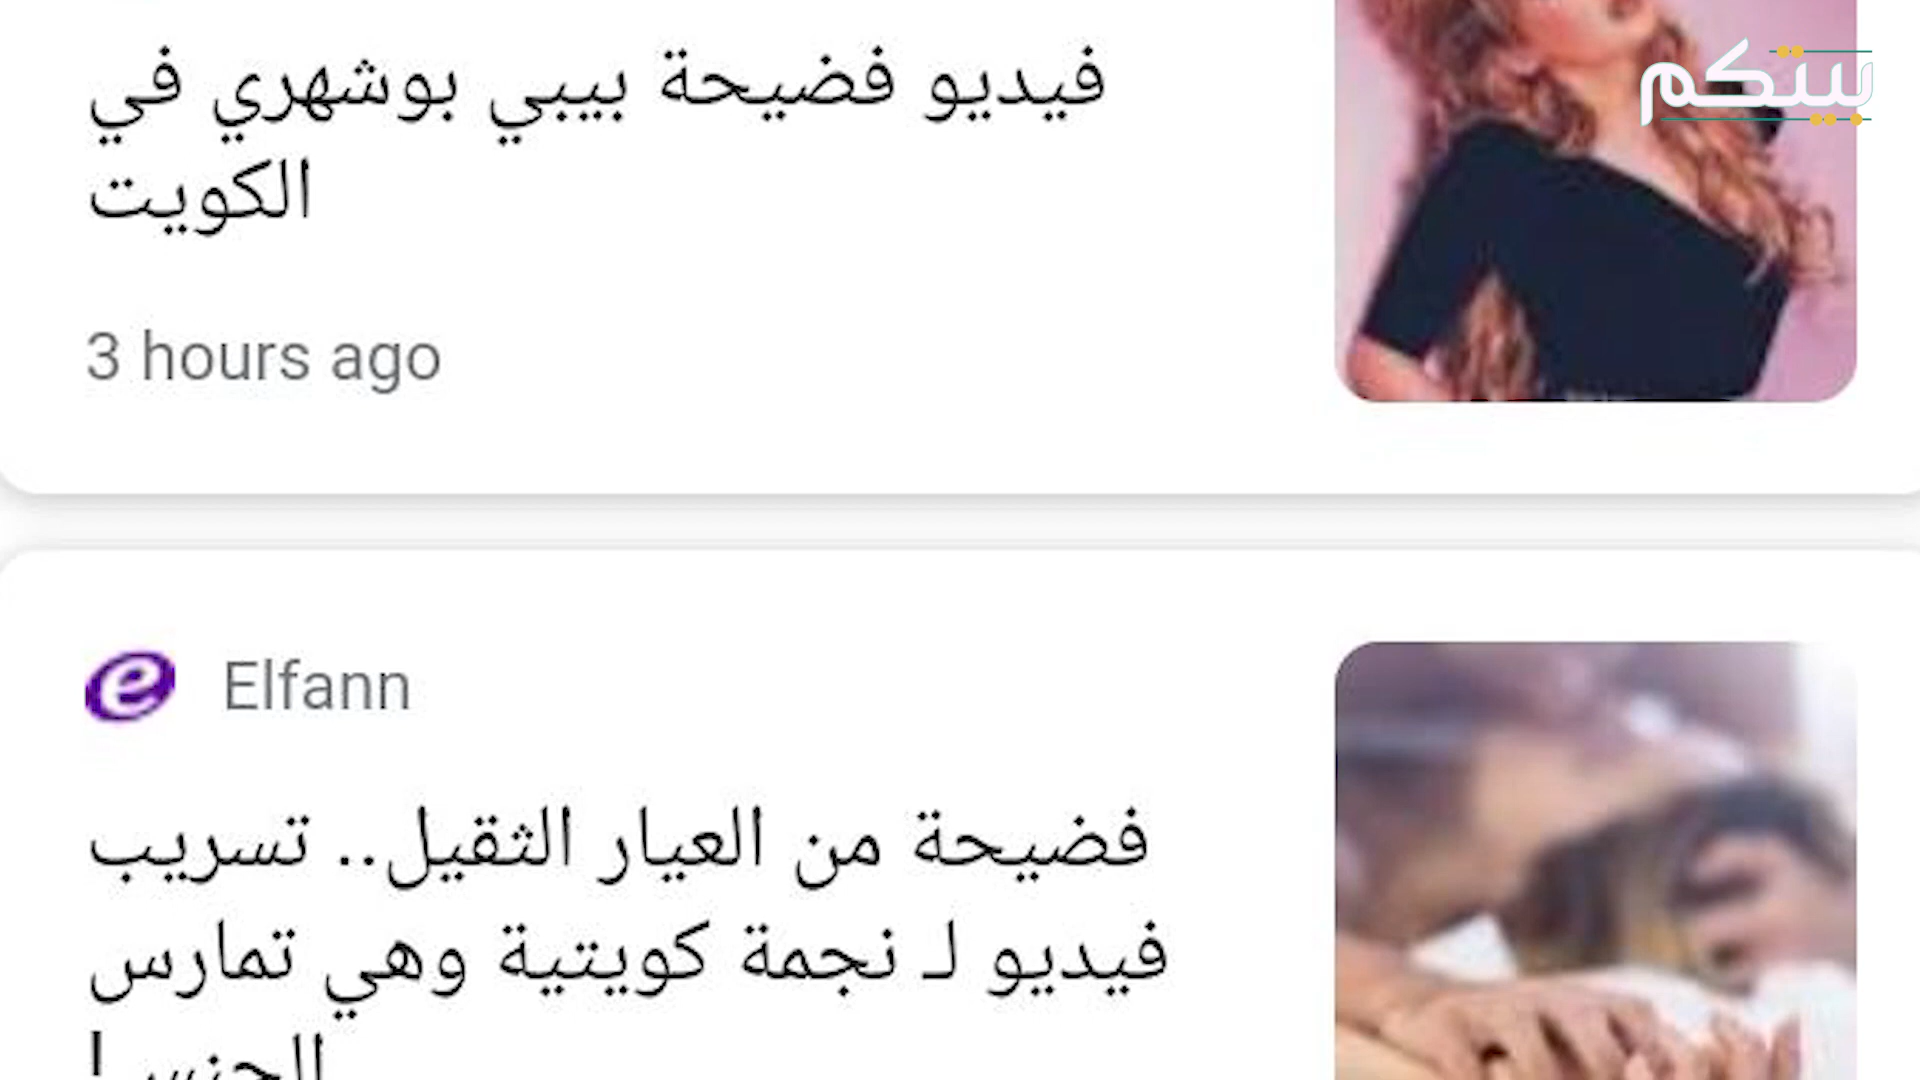 بيتكم
فيديو فضيحة بيبي بوشهري في
الكويت
3 hours ago
Elfann
فضيحة من العيار الثقيل.. تسريب
فيديو لـ نجمة كويتية وهي تمارس
الجنس!